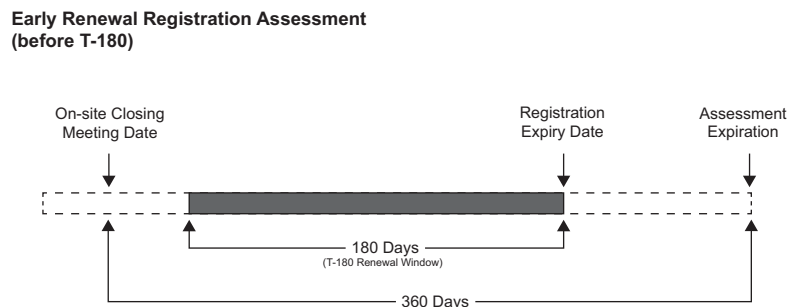 Early Renewal Registration Assessment
(before T-180)
On-site Closing
Meeting Date
Registration
Expiry Date
Assessment
Expiration
180 Days
(T-180 Renewal Window)
360 Days